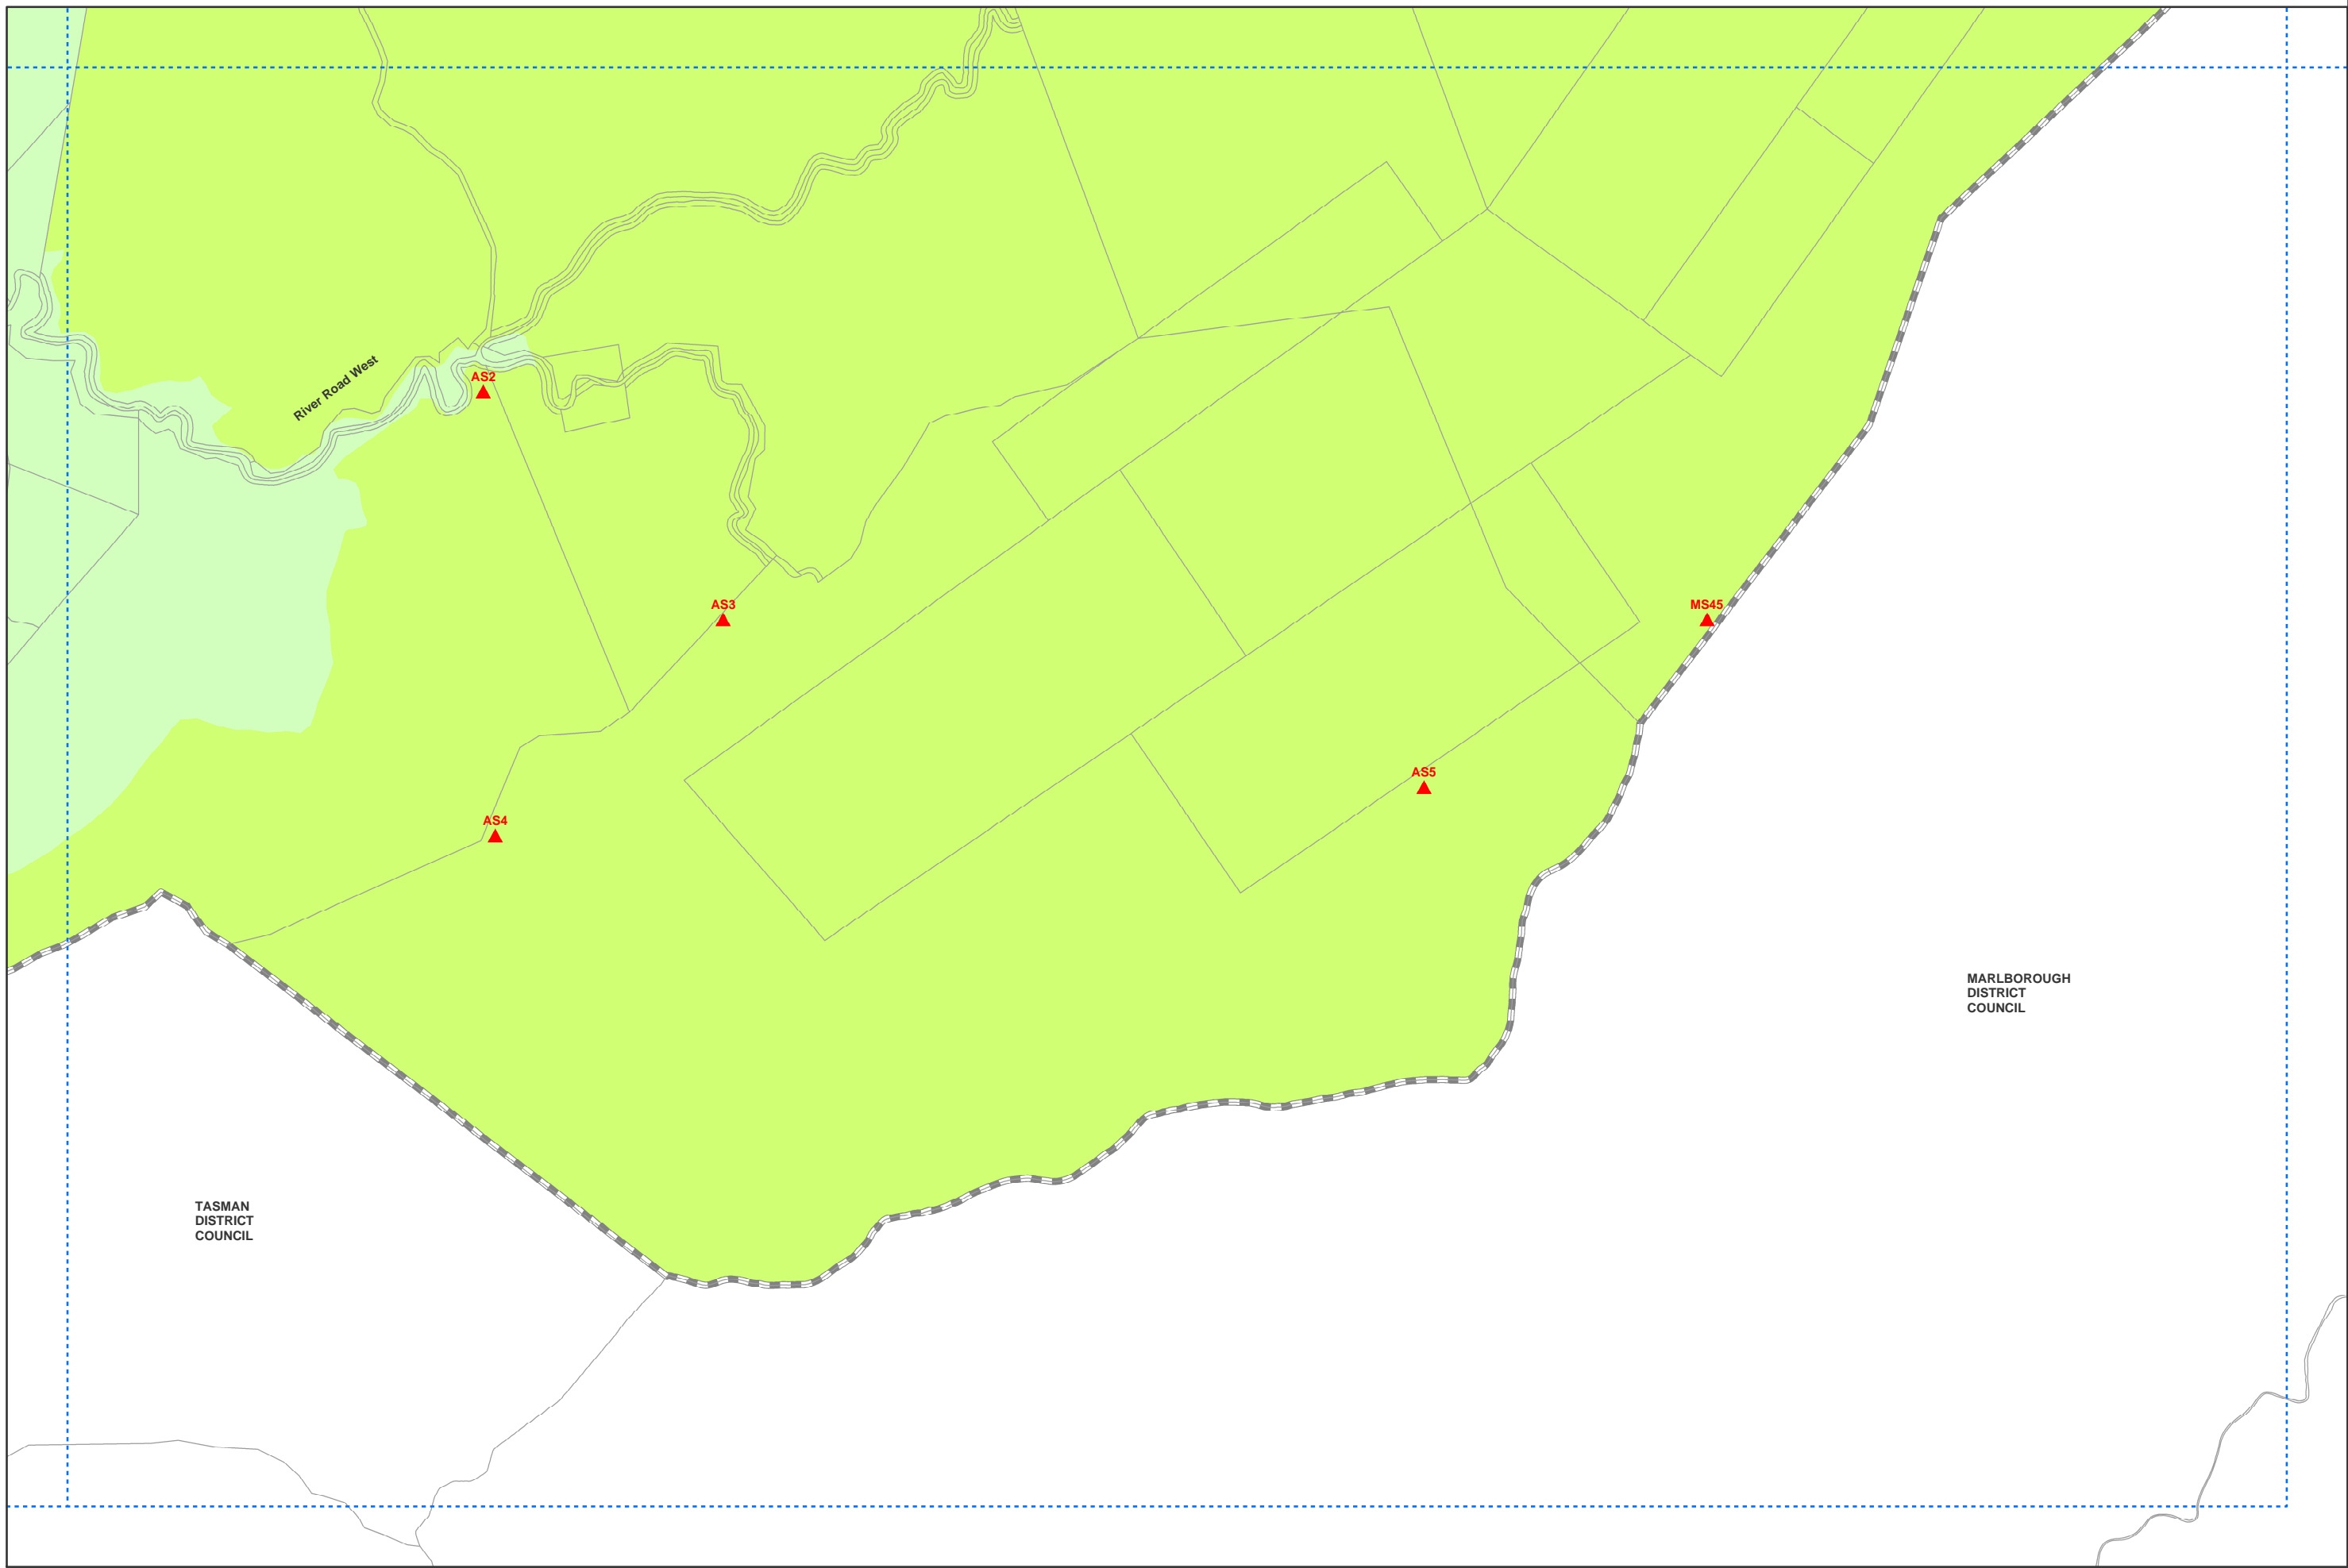 River Road West
AS2
AS3
MS45
AS5
AS4
MARLBOROUGH
DISTRICT
COUNCIL
TASMAN
DISTRICT
COUNCIL